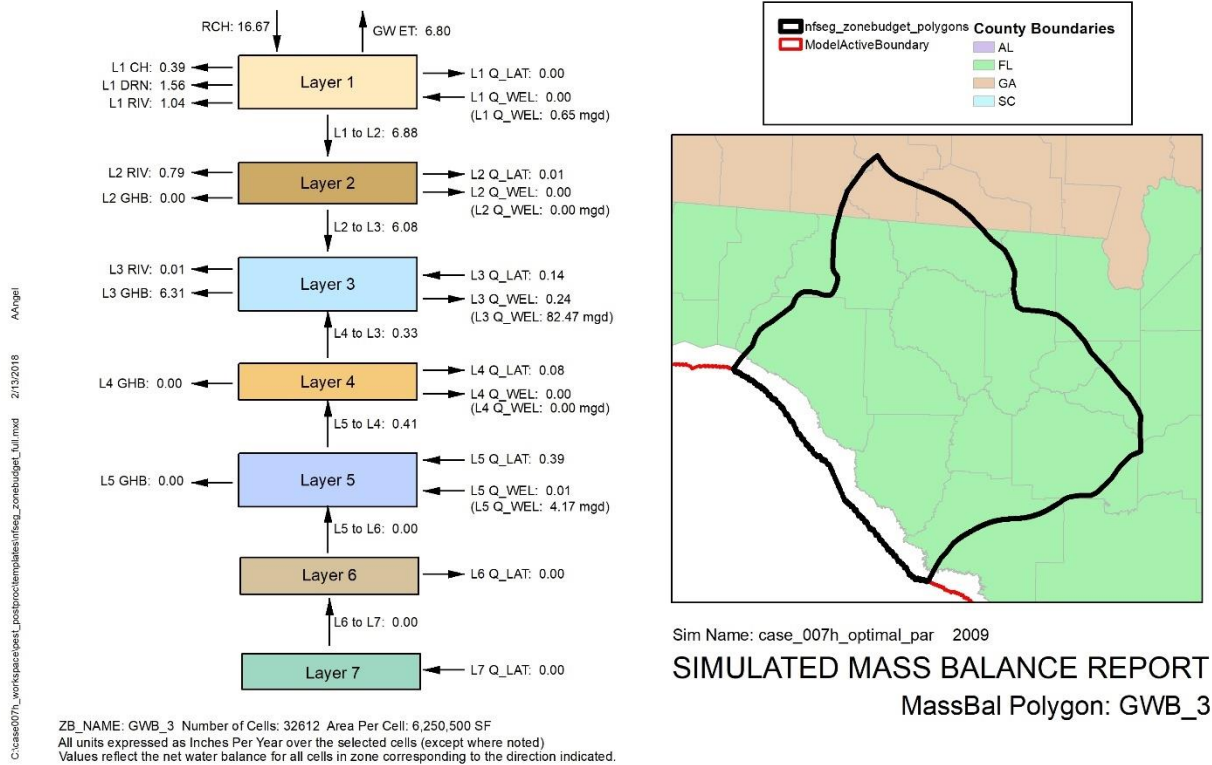 RCH: 16.67
GW ET: 6.80
L1 CH: 0.39
L1 DRN: 1.56
L1 RIV: 1.04
Layer 1
L1 Q_LAT: 0.00
L1 Q_WEL: 0.00
(L1 Q_WEL: 0.65 mgd)
L1 to L2: 6.88
L2 RIV: 0.79
L2 GHB: 0.00
Layer 2
L2 Q_LAT: 0.01
L2 Q_WEL: 0.00
(L2 Q_WEL: 0.00 mgd)
L2 to L3: 6.08
L3 RIV: 0.01
L3 GHB: 6.31
Layer 3
L3 Q_LAT: 0.14
L3 Q_WEL: 0.24
(L3 Q_WEL: 82.47 mgd)
L4 to L3: 0.33
L4 GHB: 0.00
Layer 4
L4 Q_LAT: 0.08
L4 Q_WEL: 0.00
(L4 Q_WEL: 0.00 mgd)
L5 to L4: 0.41
L5 GHB: 0.00
Layer 5
L5 Q_LAT: 0.39
L5 Q_WEL: 0.01
(L5 Q_WEL: 4.17 mgd)
L5 to L6: 0.00
Layer 6
L6 Q_LAT: 0.00
L6 to L7: 0.00
Layer 7
L7 Q_LAT: 0.00
ZB_NAME: GWB_3 Number of Cells: 32612 Area Per Cell: 6,250,500 SF
All units expressed as Inches Per Year over the selected cells (except where noted)
Values reflect the net water balance for all cells in zone corresponding to the direction indicated.
C:\case007h_workspace\pest_postproc\templates\nfseg_zonebudget_full.mxd 2/13/2018 AAngel
nfseg_zonebudget_polygons
ModelActiveBoundary
County Boundaries
AL
FL
GA
SC
Sim Name: case_007h_optimal_par 2009
SIMULATED MASS BALANCE REPORT
MassBal Polygon: GWB_3